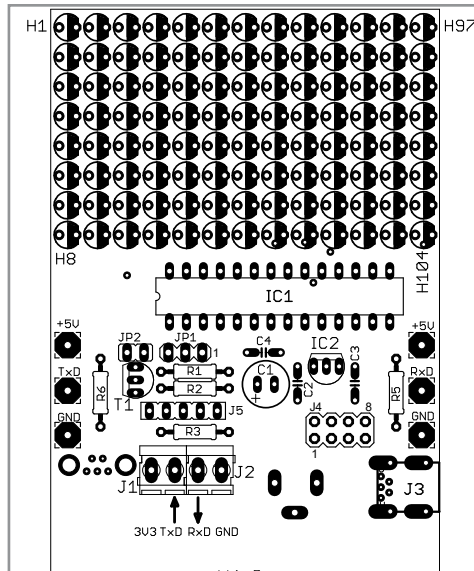 H1 H97
H8 H104
IC1
+5V +5V
JP2 JP1 C4 IC2
1
TxD R1 C1 C3 RxD
R2 C2
R6 T1 + R5
GND J5 J4 8 GND
R3
1
J1 J2 J3
3V3 TxD RxD GND